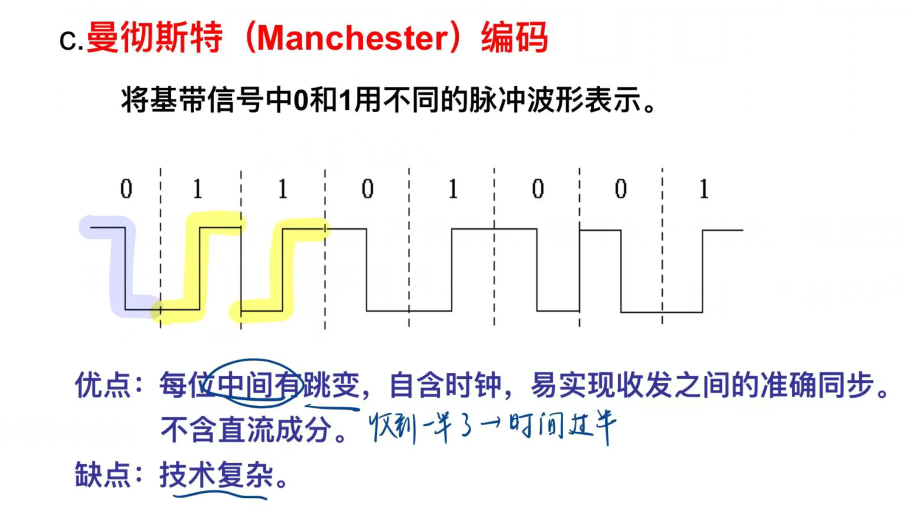 c.曼彻斯特（Manchester）编码
将基带信号中0和1用不同的脉冲波形表示。
0 1 1 0 1 0 0 1
优点：每位中间有跳变，自含时钟，易实现收发之间的准确同步。
不含直流成分。收到一半了→时间过半
缺点：技术复杂。